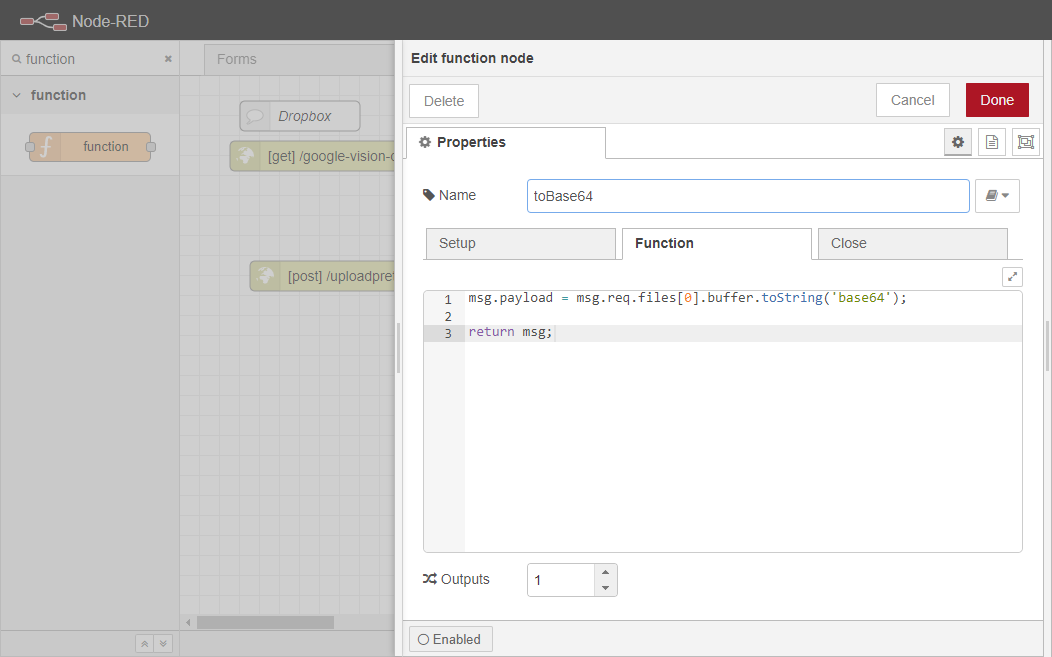 Node-RED
function
Forms
Edit function node
function
Delete
Cancel
Done
Dropbox
function
Properties
[get] /google-vision-
Name
toBase64
Setup
Function
Close
[post] /uploadpre
1 msg.payload = msg.req.files[0].buffer.toString('base64');
2
3 return msg;
Outputs
1
Enabled